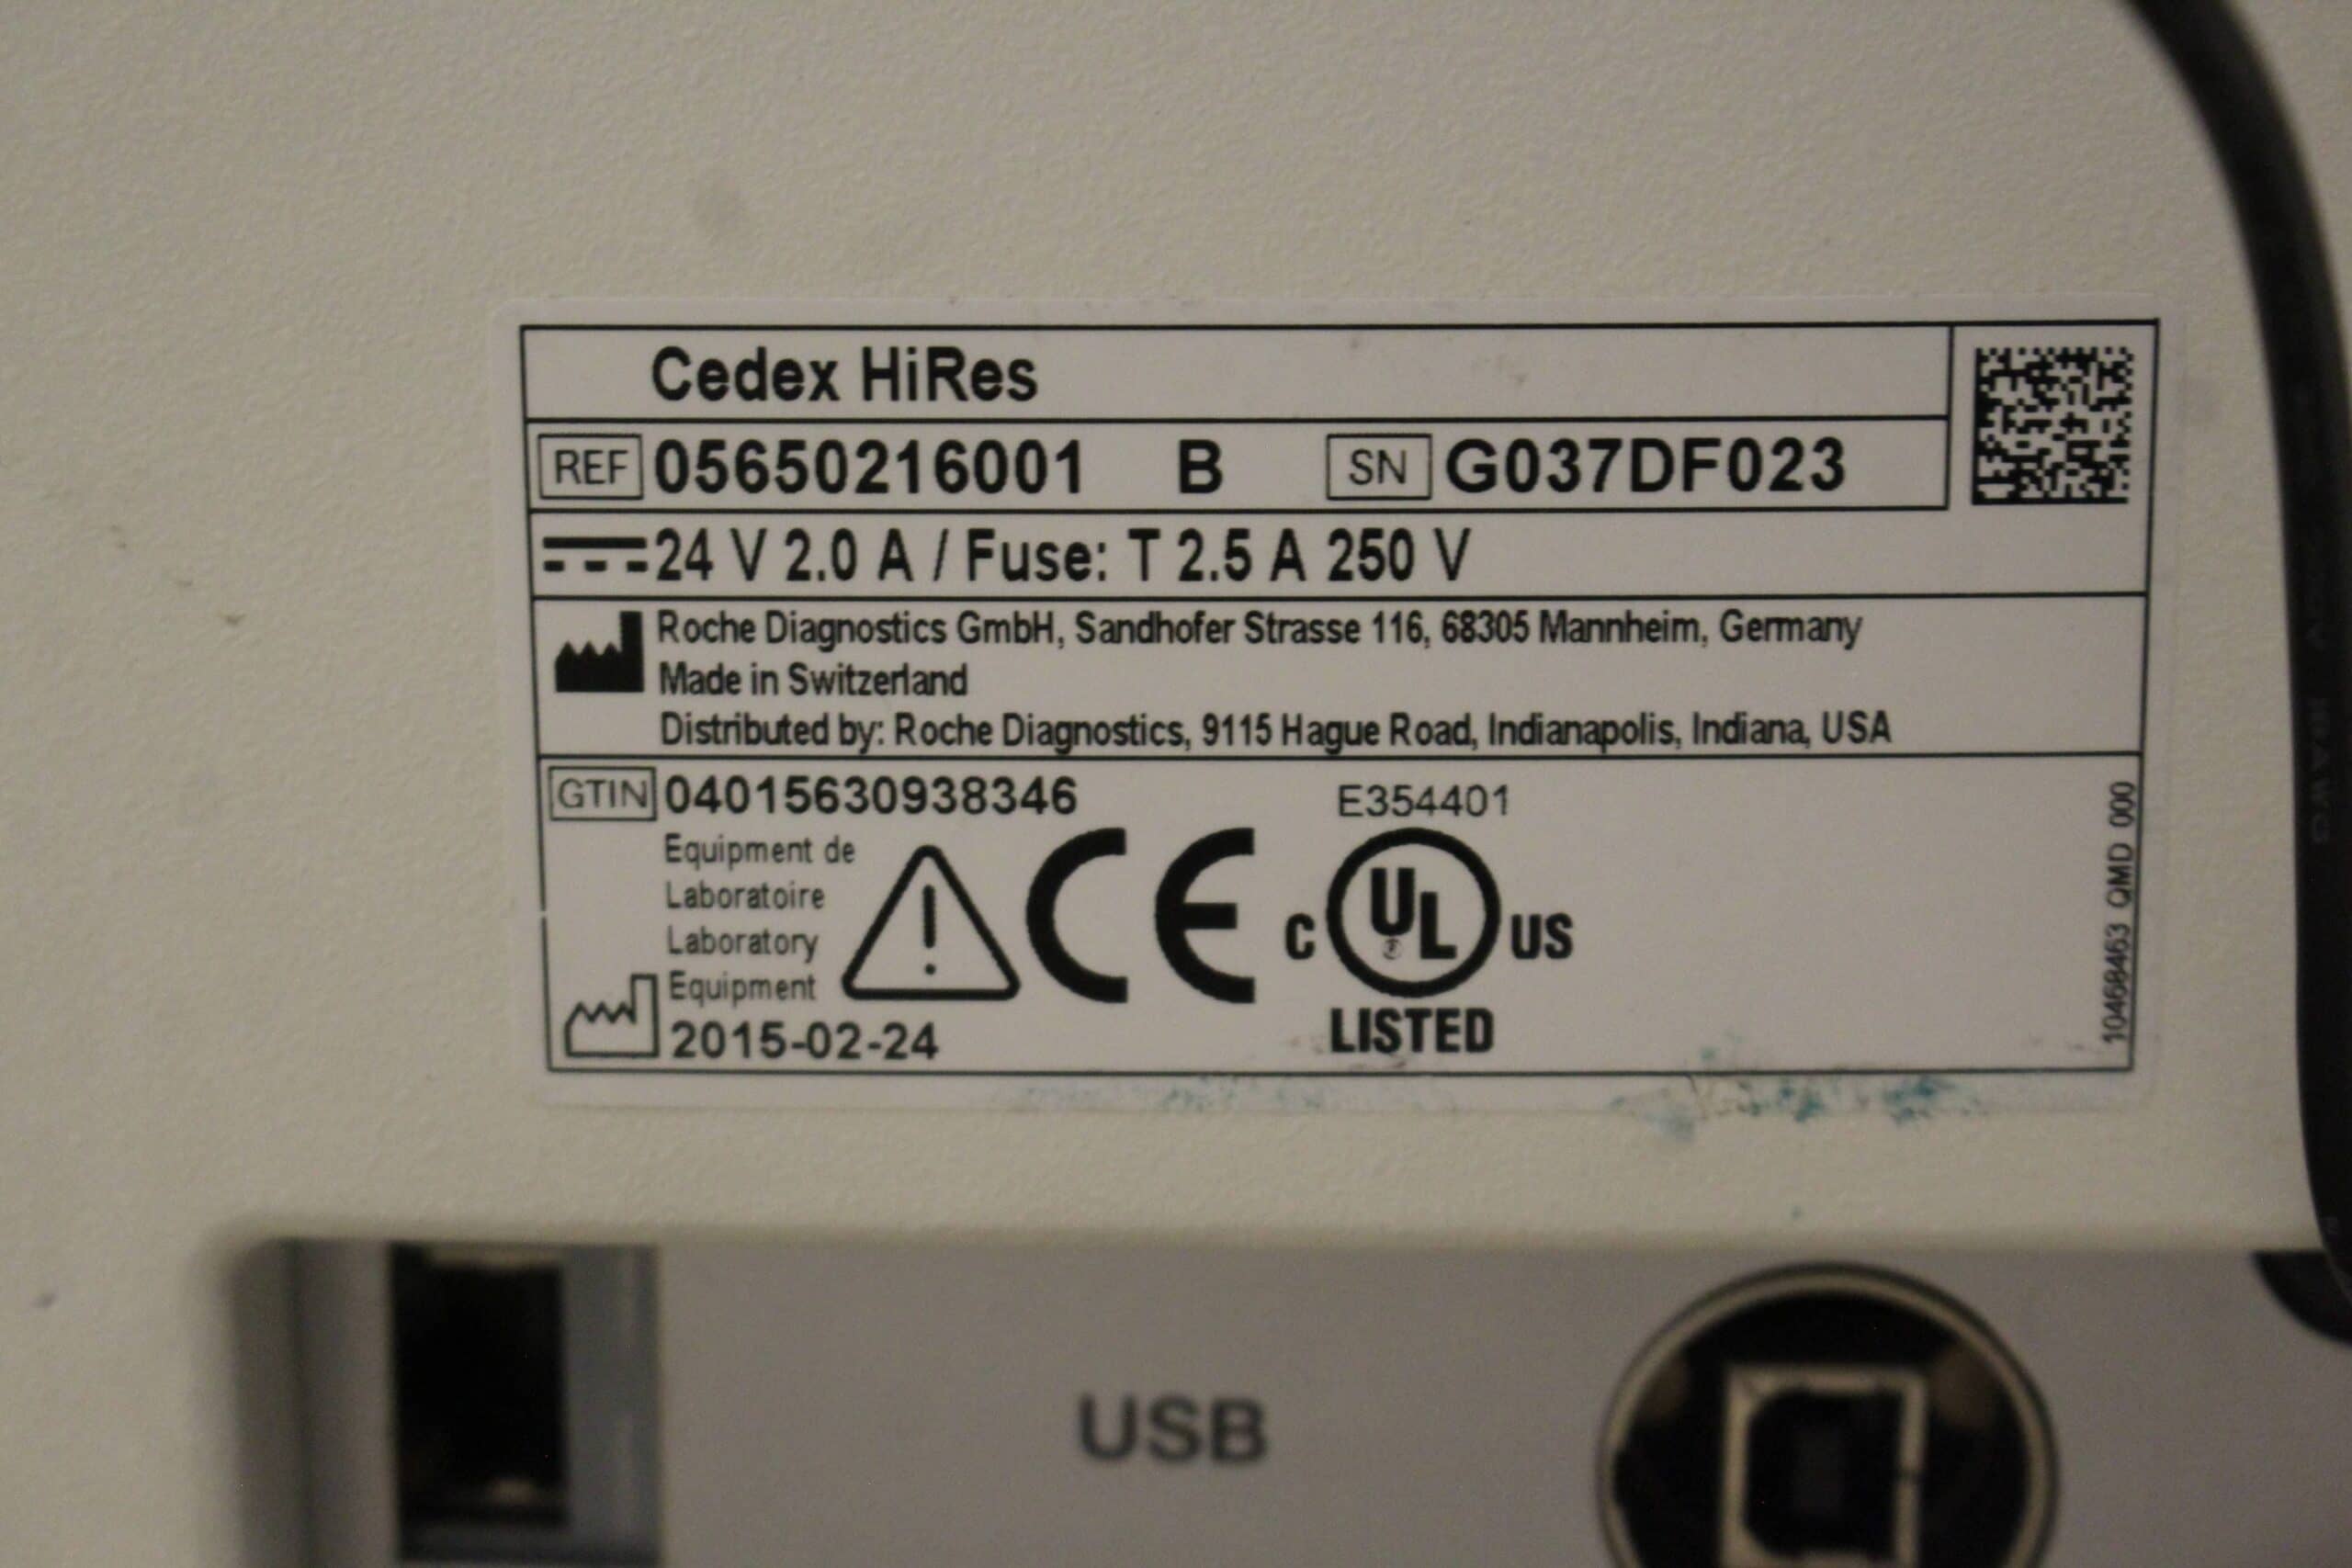 Cedex HiRes
REF 05650216001 B SN G037DF023
24 V 2.0 A / Fuse: T 2.5 A 250 V
Roche Diagnostics GmbH, Sandhofer Strasse 116, 68305 Mannheim, Germany
Made in Switzerland
Distributed by: Roche Diagnostics, 9115 Hague Road, Indianapolis, Indiana, USA
GTIN 04015630938346
Equipment de
Laboratoire
Laboratory
Equipment
2015-02-24
CE
E354401
C UL US
LISTED
10468463 QMD 000
USB